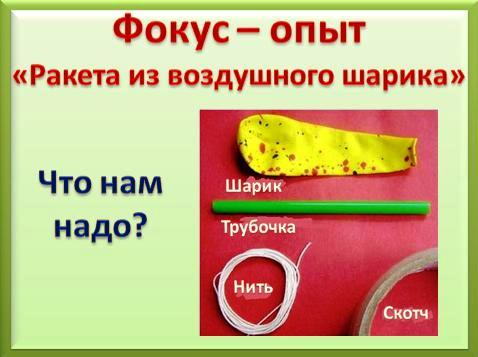 Фокус – опыт
«Ракета из воздушного шарика»
Что нам
надо?
Шарик
Трубочка
Нить
Скотч